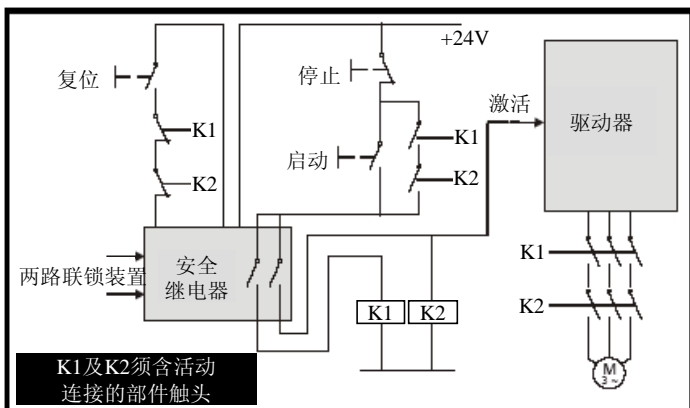 +24V
复位
停止
激活
驱动器
K1
K1
启动
K2
K2
K1
两路联锁装置
安全
继电器
K2
K1
K2
K1及K2须含活动
连接的部件触头
M
3~